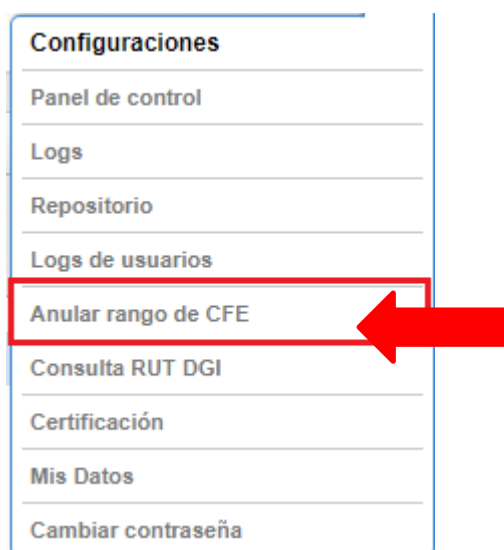 Configuraciones
Panel de control
Logs
Repositorio
Logs de usuarios
Anular rango de CFE
Consulta RUT DGI
Certificación
Mis Datos
Cambiar contraseña